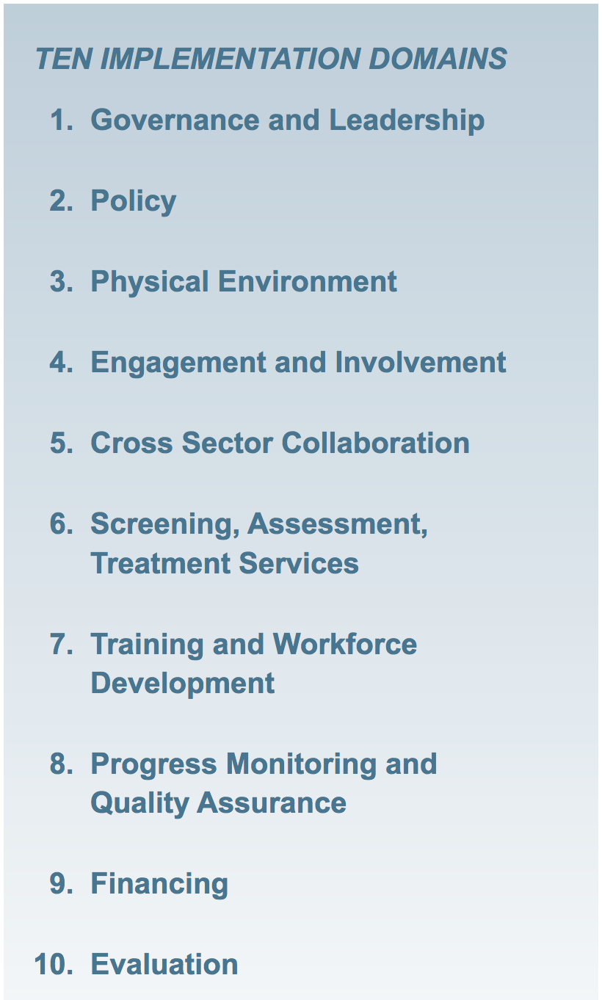 TEN IMPLEMENTATION DOMAINS
1. Governance and Leadership
2. Policy
3. Physical Environment
4. Engagement and Involvement
5. Cross Sector Collaboration
6. Screening, Assessment,
Treatment Services
7. Training and Workforce
Development
8. Progress Monitoring and
Quality Assurance
9. Financing
10. Evaluation